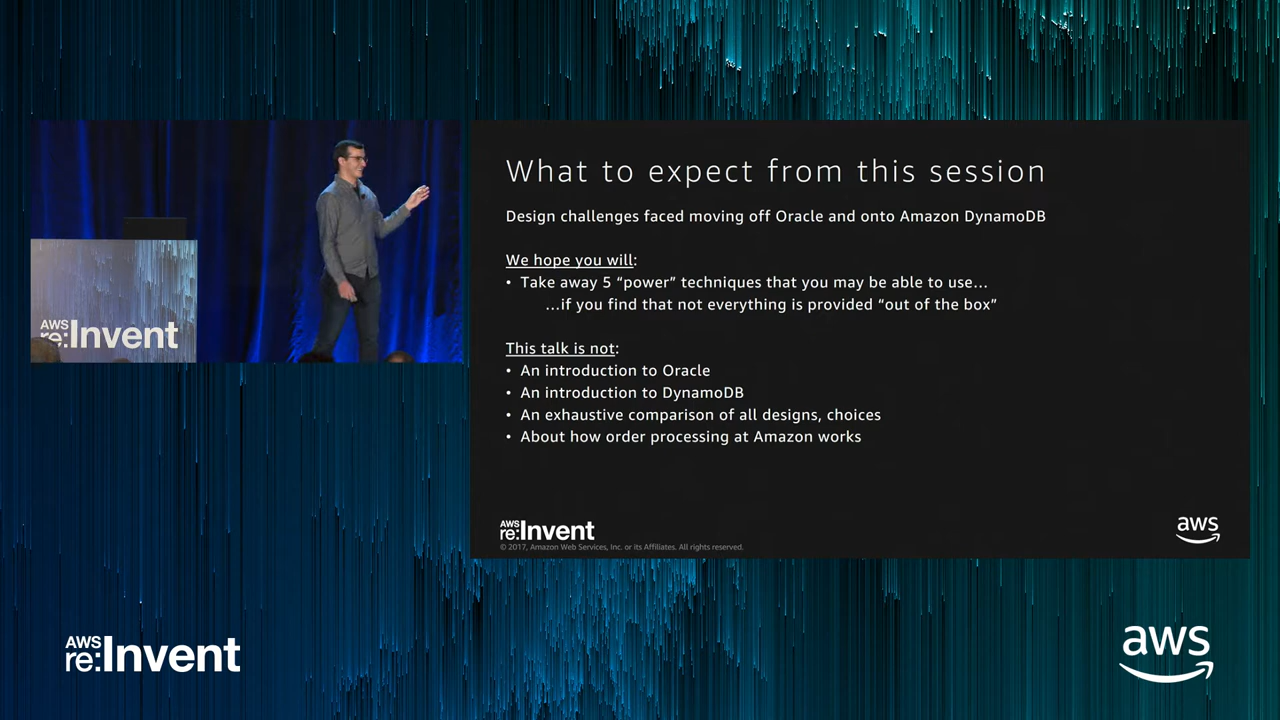 What to expect from this session
Design challenges faced moving off Oracle and onto Amazon DynamoDB
We hope you will:
• Take away 5 “power” techniques that you may be able to use…
…if you find that not everything is provided “out of the box”
This talk is not:
• An introduction to Oracle
• An introduction to DynamoDB
• An exhaustive comparison of all designs, choices
• About how order processing at Amazon works
AWS
re:Invent
© 2017, Amazon Web Services, Inc. or its Affiliates. All rights reserved.
aws
AWS
re:Invent
AWS
re:Invent
aws